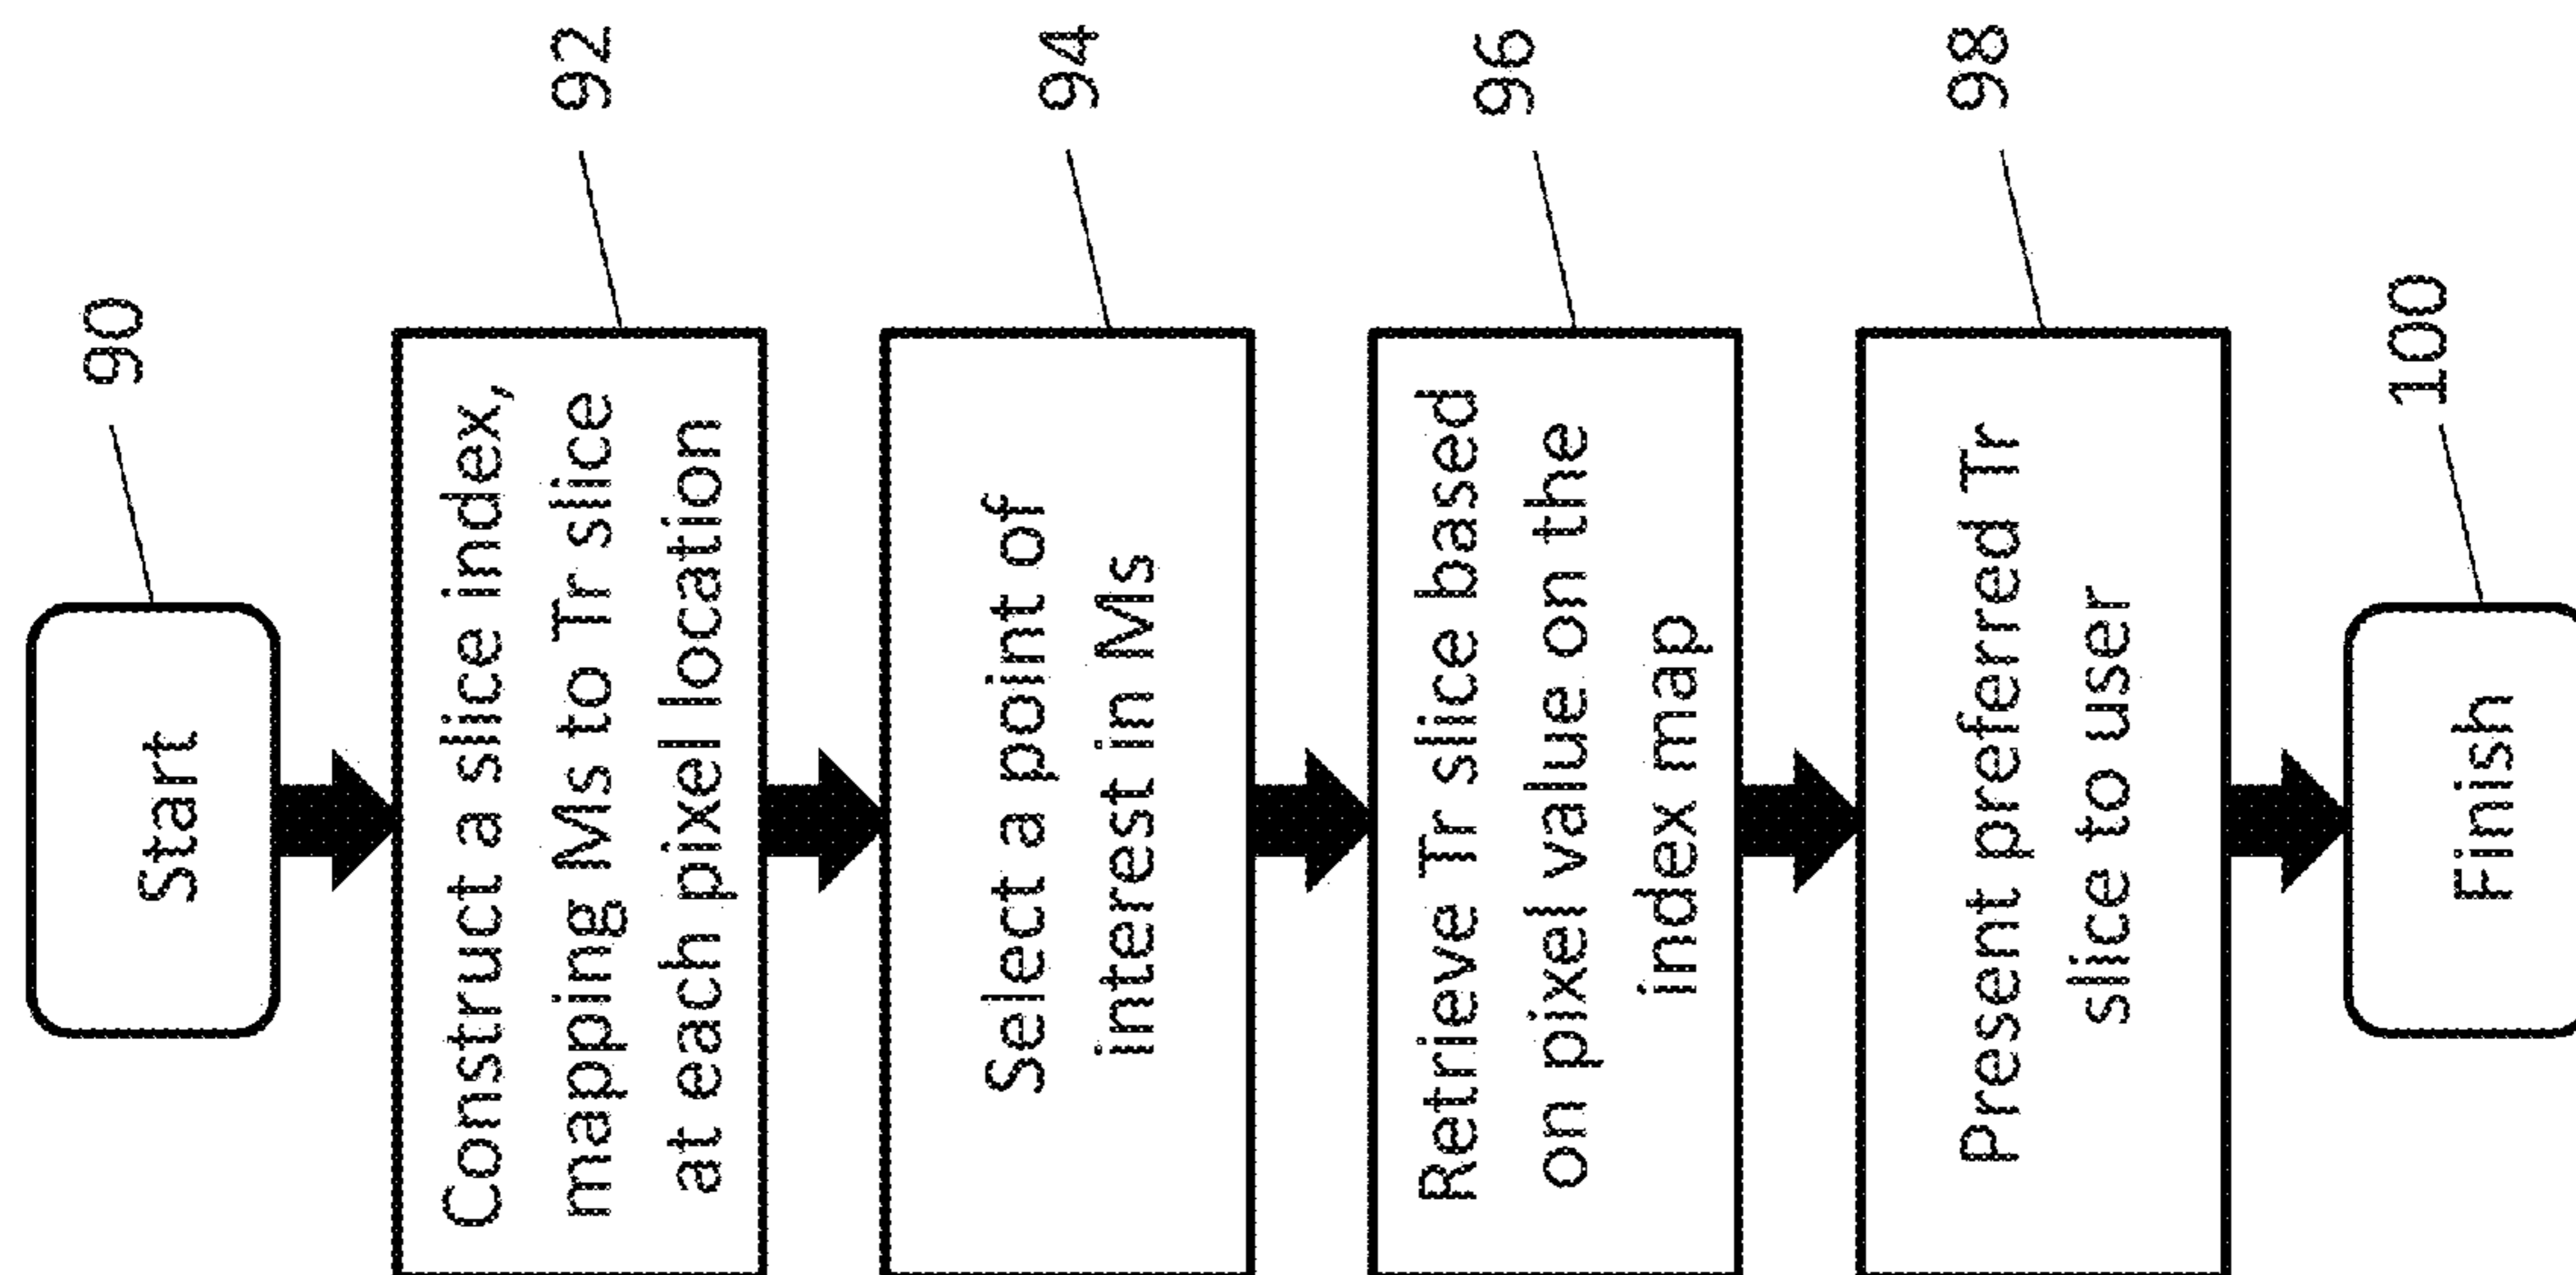 Start
90
Construct a slice index,
mapping Ms to Tr slice
at each pixel location
92
Select a point of
interest in Ms
94
Retrieve Tr slice based
on pixel value on the
index map
96
Present preferred Tr
slice to user
98
Finish
100